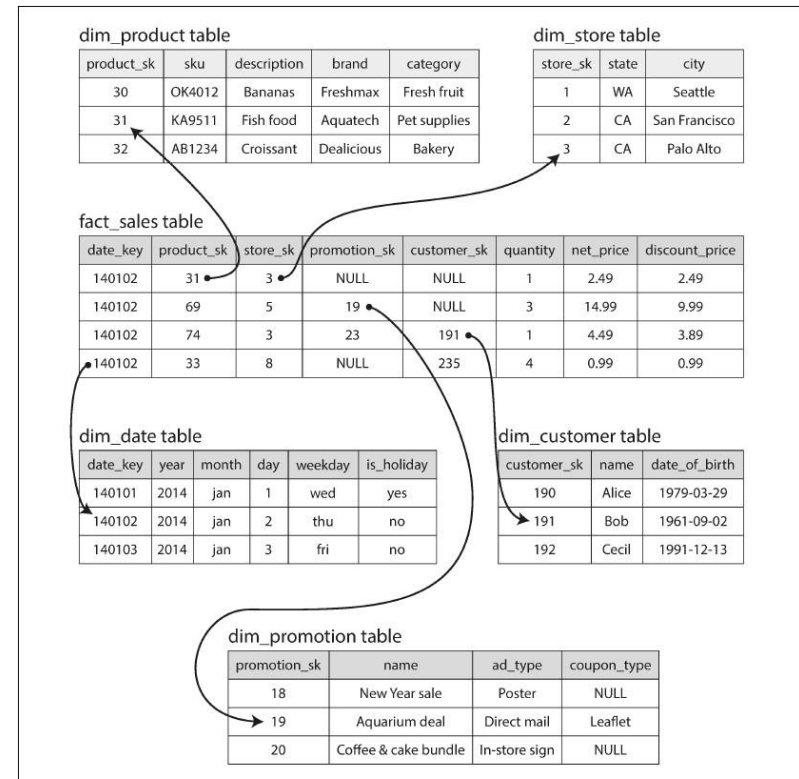 dim_product table
product_sk sku description brand category
30 OK4012 Bananas Freshmax Fresh fruit
31 KA9511 Fish food Aquatech Pet supplies
32 AB1234 Croissant Dealicious Bakery
dim_store table
store_sk state city
1 WA Seattle
2 CA San Francisco
3 CA Palo Alto
fact_sales table
date_key product_sk store_sk promotion_sk customer_sk quantity net_price discount_price
140102 31 3 NULL NULL 1 2.49 2.49
140102 69 5 19 NULL 3 14.99 9.99
140102 74 3 23 191 1 4.49 3.89
140102 33 8 NULL 235 4 0.99 0.99
dim_date table
date_key year month day weekday is_holiday
140101 2014 jan 1 wed yes
140102 2014 jan 2 thu no
140103 2014 jan 3 fri no
dim_customer table
customer_sk name date_of_birth
190 Alice 1979-03-29
191 Bob 1961-09-02
192 Cecil 1991-12-13
dim_promotion table
promotion_sk name ad_type coupon_type
18 New Year sale Poster NULL
19 Aquarium deal Direct mail Leaflet
20 Coffee & cake bundle In-store sign NULL